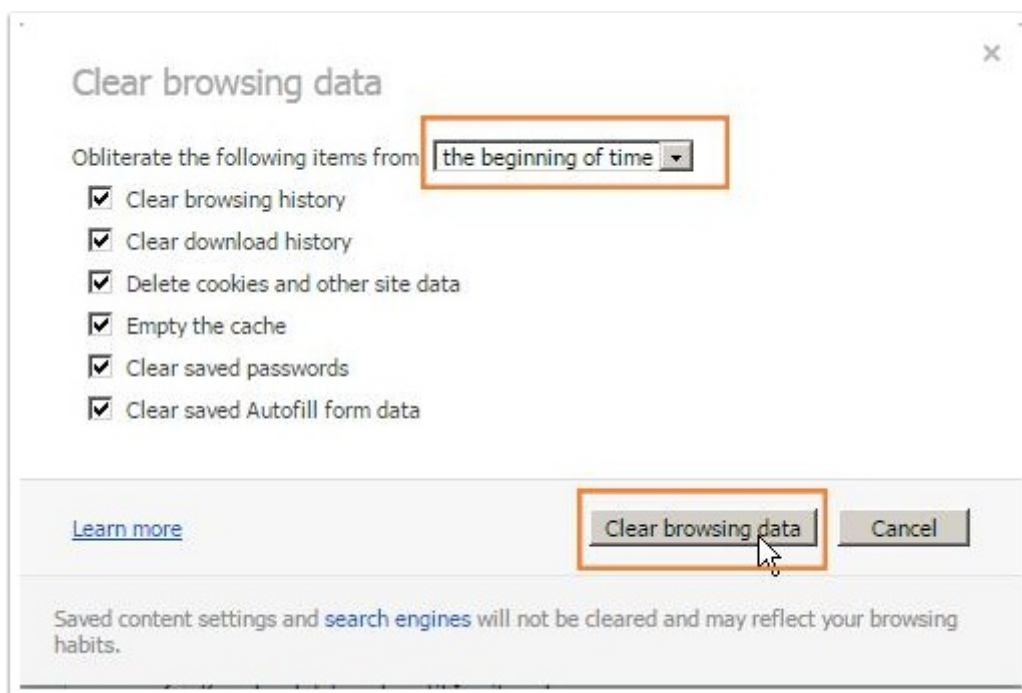 Clear browsing data
×
Obliterate the following items from the beginning of time
Clear browsing history
Clear download history
Delete cookies and other site data
Empty the cache
Clear saved passwords
Clear saved Autofill form data
Learn more Clear browsing data Cancel
Saved content settings and search engines will not be cleared and may reflect your browsing
habits.